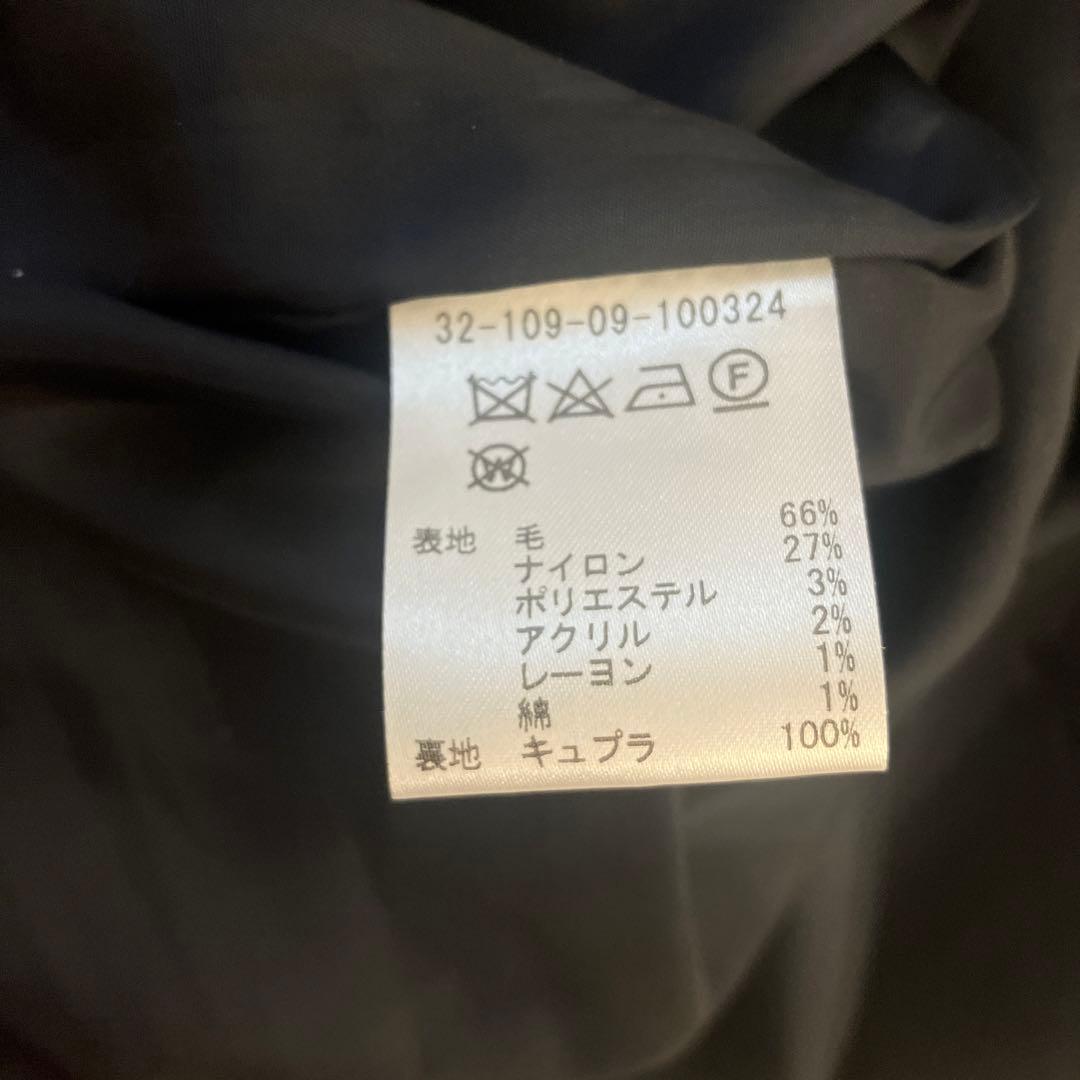 32-109-09-100324
F
W
表地 毛 66%
ナイロン 27%
ポリエステル 3%
アクリル 2%
レーヨン 1%
綿 1%
裏地 キュプラ 100%